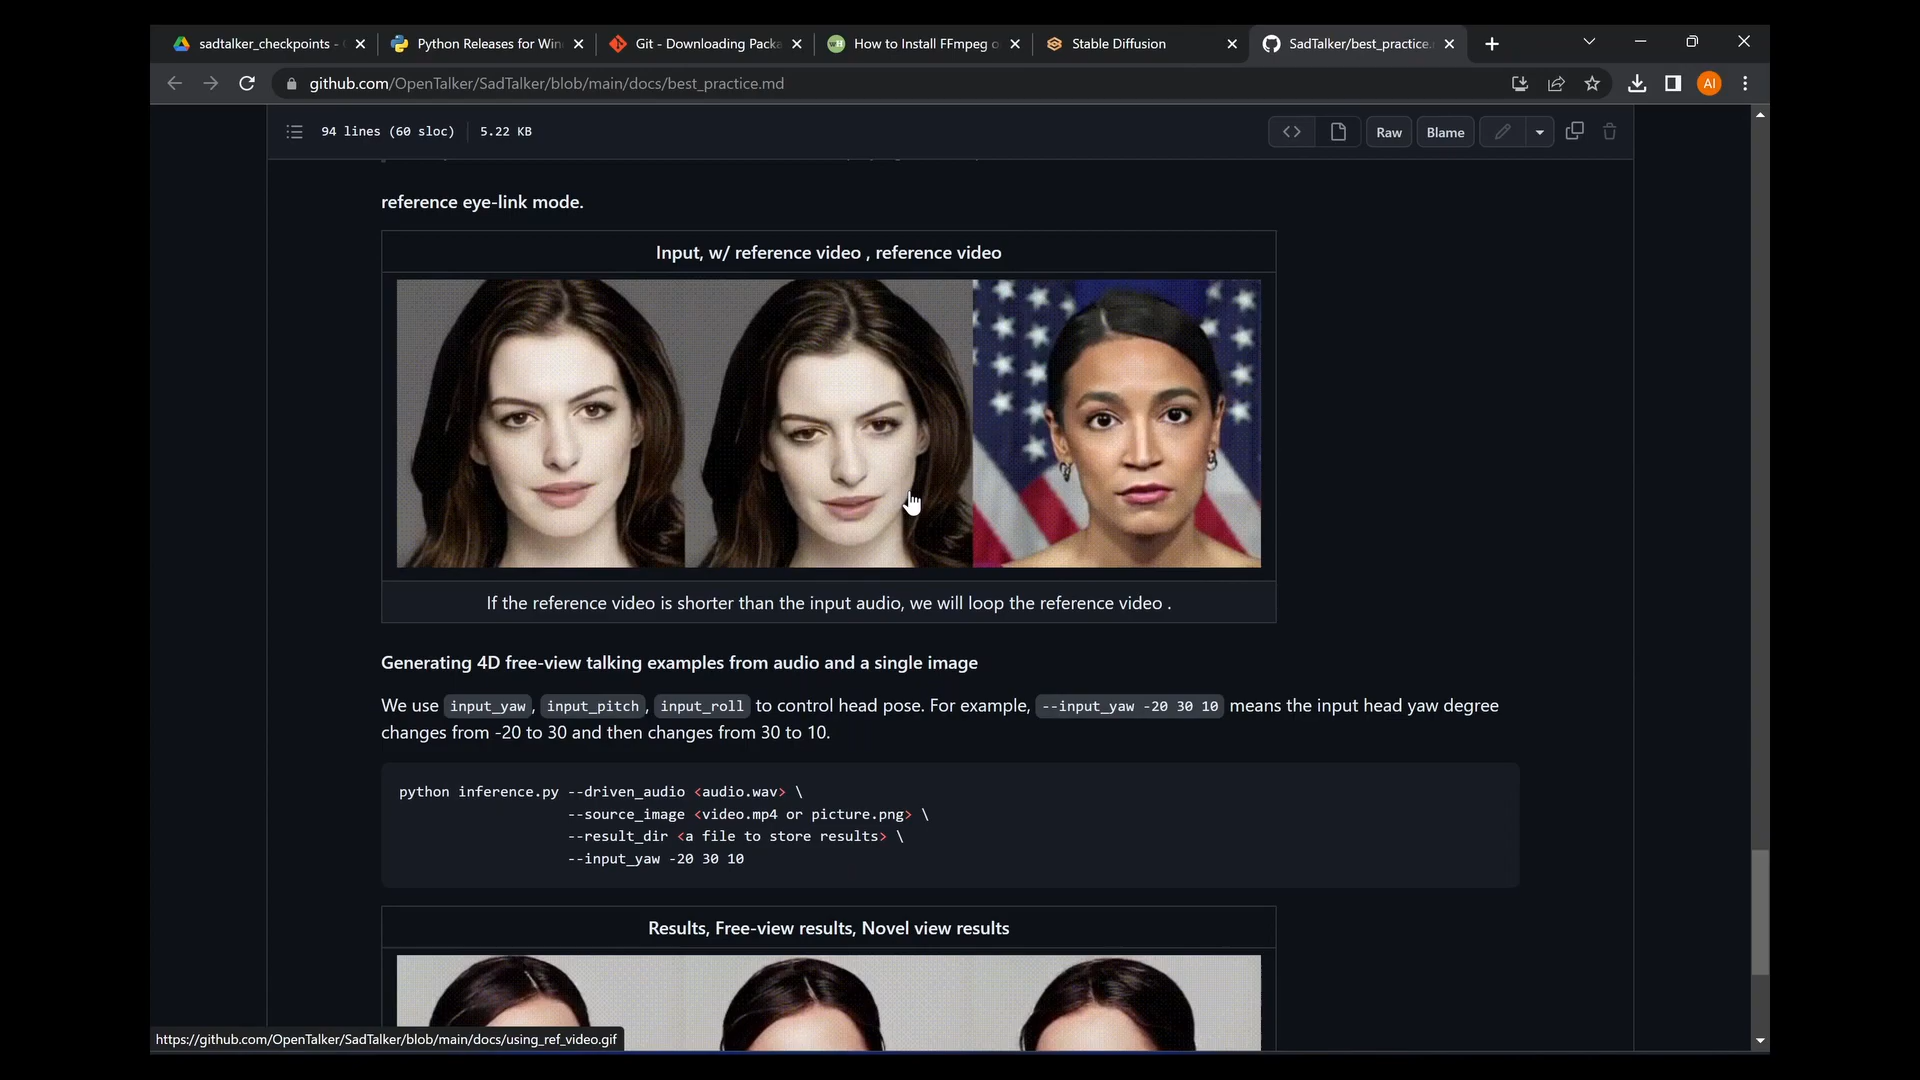 sadtalker_checkpoints -
Python Releases for Win
Git - Downloading Packa
How to Install FFmpeg o
Stable Diffusion
SadTalker/best_practice.
github.com/OpenTalker/SadTalker/blob/main/docs/best_practice.md
AI
94 lines (60 sloc) 5.22 KB
Raw
Blame
reference eye-link mode.
Input, w/ reference video , reference video
If the reference video is shorter than the input audio, we will loop the reference video .
Generating 4D free-view talking examples from audio and a single image
We use input_yaw, input_pitch, input_roll to control head pose. For example, --input_yaw -20 30 10 means the input head yaw degree
changes from -20 to 30 and then changes from 30 to 10.
python inference.py --driven_audio <audio.wav> \
--source_image <video.mp4 or picture.png> \
--result_dir <a file to store results> \
--input_yaw -20 30 10
Results, Free-view results, Novel view results
https://github.com/OpenTalker/SadTalker/blob/main/docs/using_ref_video.gif